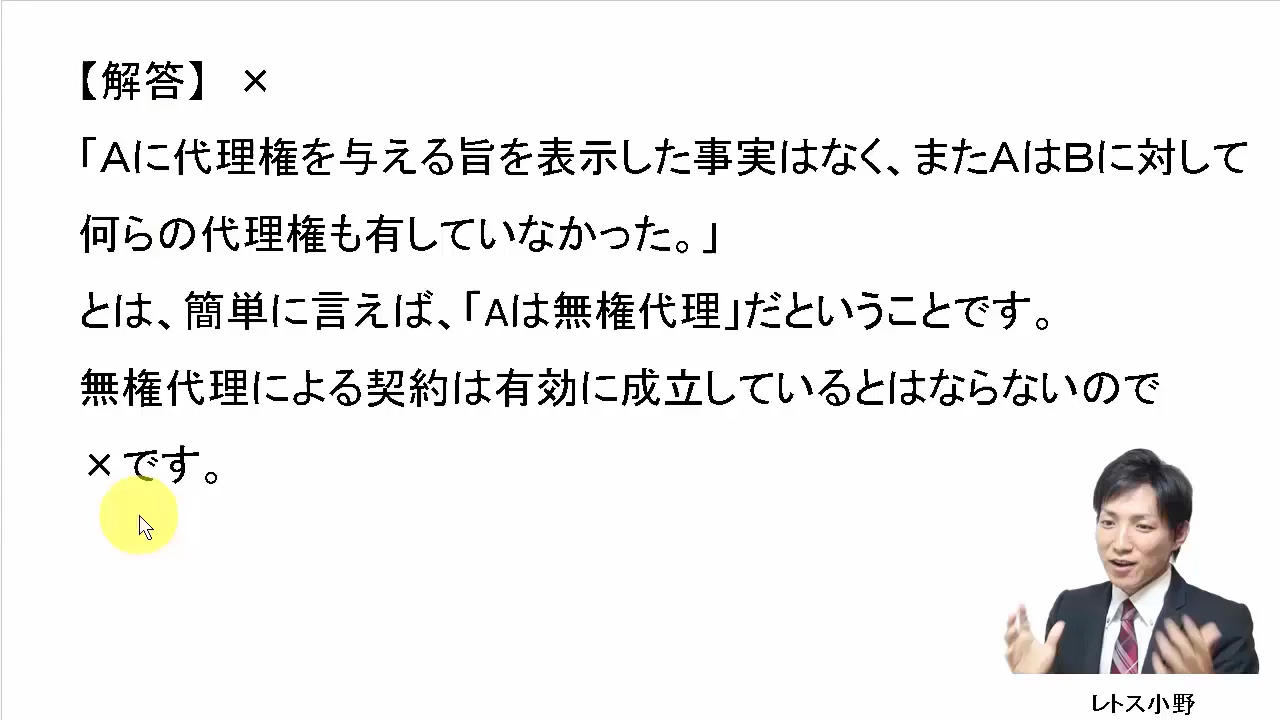 【解答】 ×
「Aに代理権を与える旨を表示した事実はなく、またAはBに対して
何らの代理権も有していなかった。」
とは、簡単に言えば、「Aは無権代理」だということです。
無権代理による契約は有効に成立しているとはならないので
×です。
レトス小野